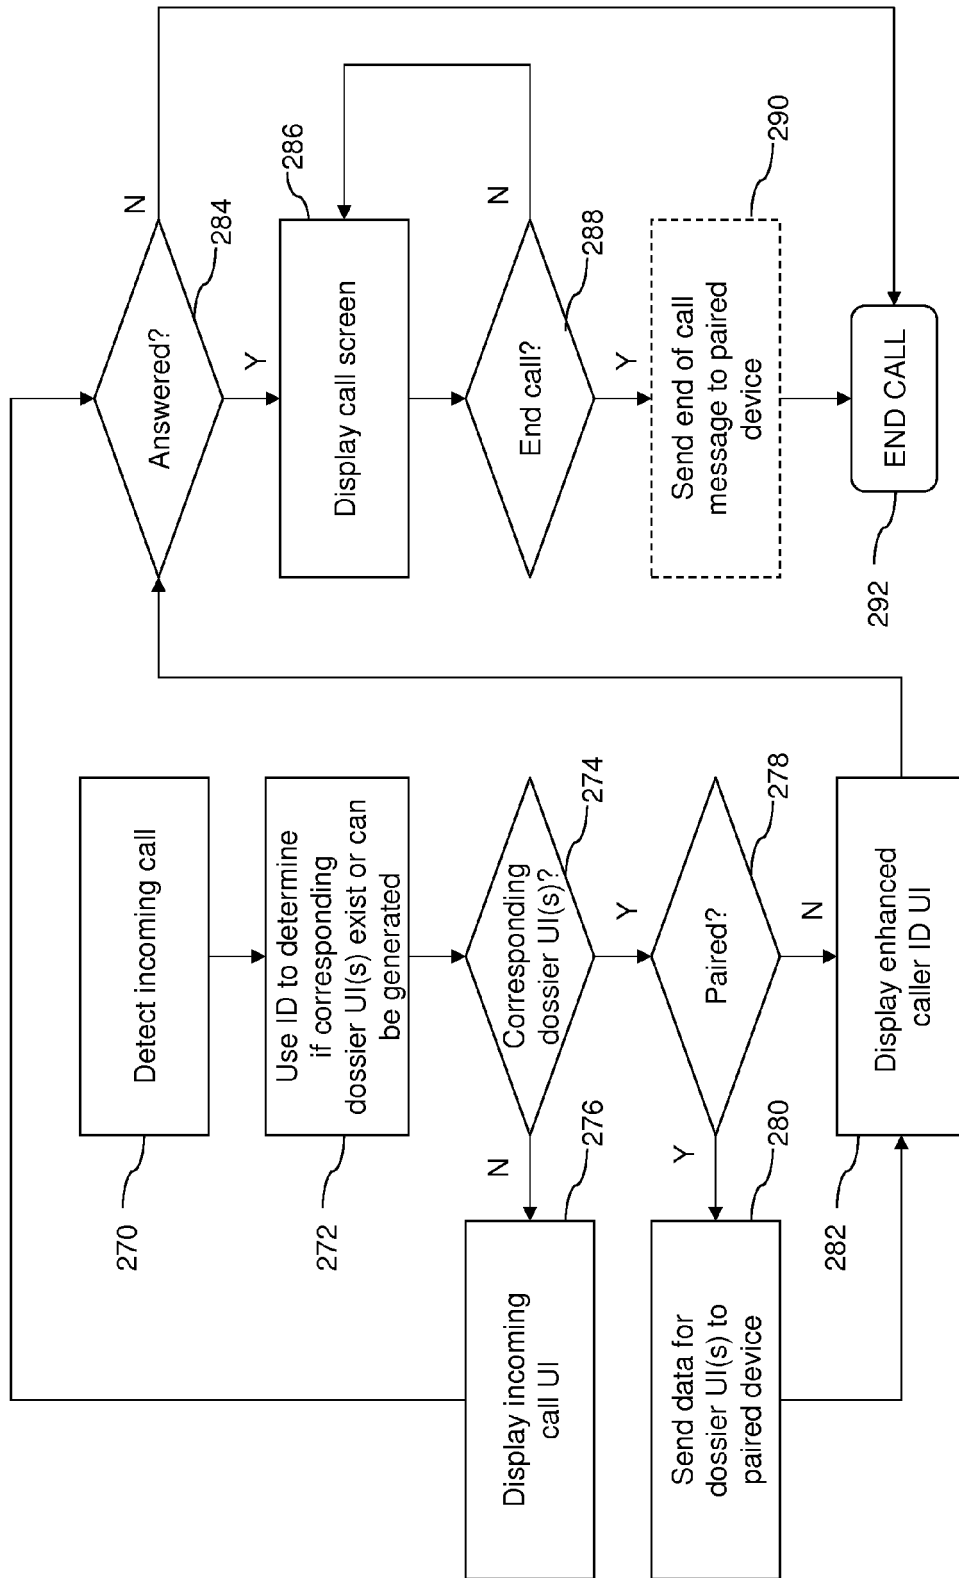 Detect incoming call
270
Use ID to determine
if corresponding
dossier UI(s) exist or can
be generated
272
Corresponding
dossier UI(s)?
274
N
Y
Display incoming
call UI
276
Paired?
278
Y
N
Send data for
dossier UI(s) to
paired device
280
Display enhanced
caller ID UI
282
Answered?
284
N
Y
Display call screen
286
End call?
288
N
Y
Send end of call
message to paired
device
290
END CALL
292